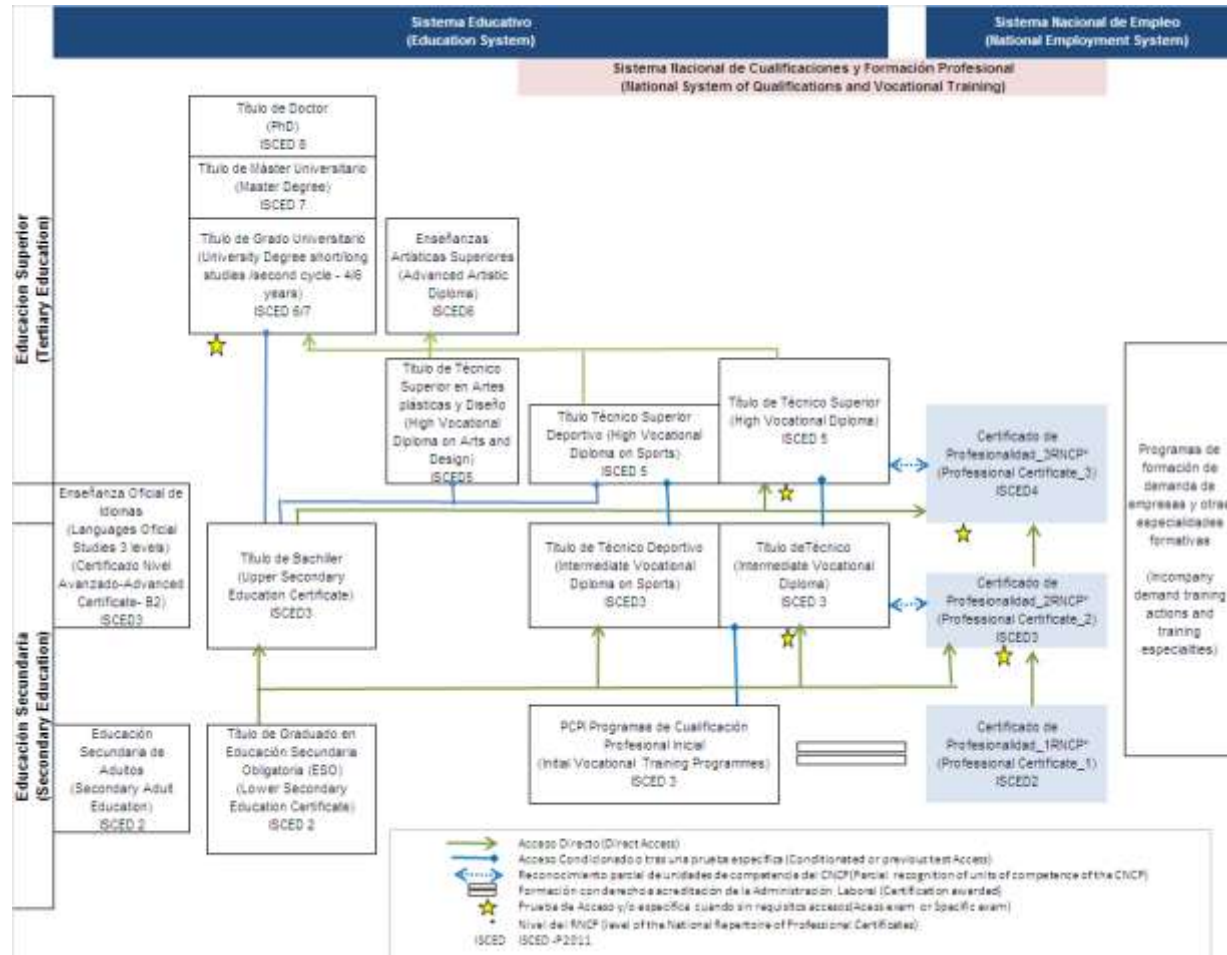 Sistema Educativo
(Education System)
Sistema Nacional de Empleo
(National Employment System)
Sistema Nacional de Cualificaciones y Formación Profesional
(National System of Qualifications and Vocational Training)
Educacion Superior
(Tertiary Education)
Educación Secundaria
(Secondary Education)
Título de Doctor
(PhD)
ISCED 8
Título de Máster Universitario
(Master Degree)
ISCED 7
Título de Grado Universitario
(University Degree short/long
studies /second cycle - 4/6
years)
ISCED 6/7
Enseñanzas
Artísticas Superiores
(Advanced Artistic
Diploma)
ISCED6
Título de Técnico
Superior en Artes
plásticas y Diseño
(High Vocational
Diploma on Arts and
Design)
ISCED5
Título Técnico Superior
Deportivo (High Vocational
Diploma on Sports)
ISCED 5
Título de Técnico Superior
(High Vocational Diploma)
ISCED 5
Certificado de
Profesionalidad_3RNCP*
(Professional Certificate_3)
ISCED4
Programas de
formación de
demanda de
empresas y otras
especialidades
formativas
(Incompany
demand training
actions and
training
especialties)
Enseñanza Oficial de
Idiomas
(Languages Oficial
Studies 3 levels)
(Certificado Nivel
Avanzado-Advanced
Certificate- B2)
ISCED3
Título de Bachiller
(Upper Secondary
Education Certificate)
ISCED3
Título de Técnico Deportivo
(Intermediate Vocational
Diploma on Sports)
ISCED3
Título deTécnico
(Intermediate Vocational
Diploma)
ISCED 3
Certificado de
Profesionalidad_2RNCP*
(Professional Certificate_2)
ISCED3
Educación
Secundaria de
Adultos
(Secondary Adult
Education)
ISCED 2
Título de Graduado en
Educación Secundaria
Obligatoria (ESO)
(Lower Secondary
Education Certificate)
ISCED 2
PCPI Programas de Cualificación
Profesional Inicial
(Initial Vocational Training Programmes)
ISCED 3
Certificado de
Profesionalidad_1RNCP*
(Professional Certificate_1)
ISCED2
Acceso Directo (Direct Access)
Acceso Condicionado o tras una prueba específica (Conditionated or previous test Access)
Reconocimiento parcial de unidades de competencia del CNCP(Parcial recognition of units of competence of the CNCP)
Formación con derecho a acreditación de la Administración Laboral (Certification awarded)
Prueba de Acceso y/o específica cuando sin requisitos accesos(Acess exam or Specific exam)
* Nivel del RNCP (level of the National Repertoire of Professional Certificates)
ISCED ISCED-P2011